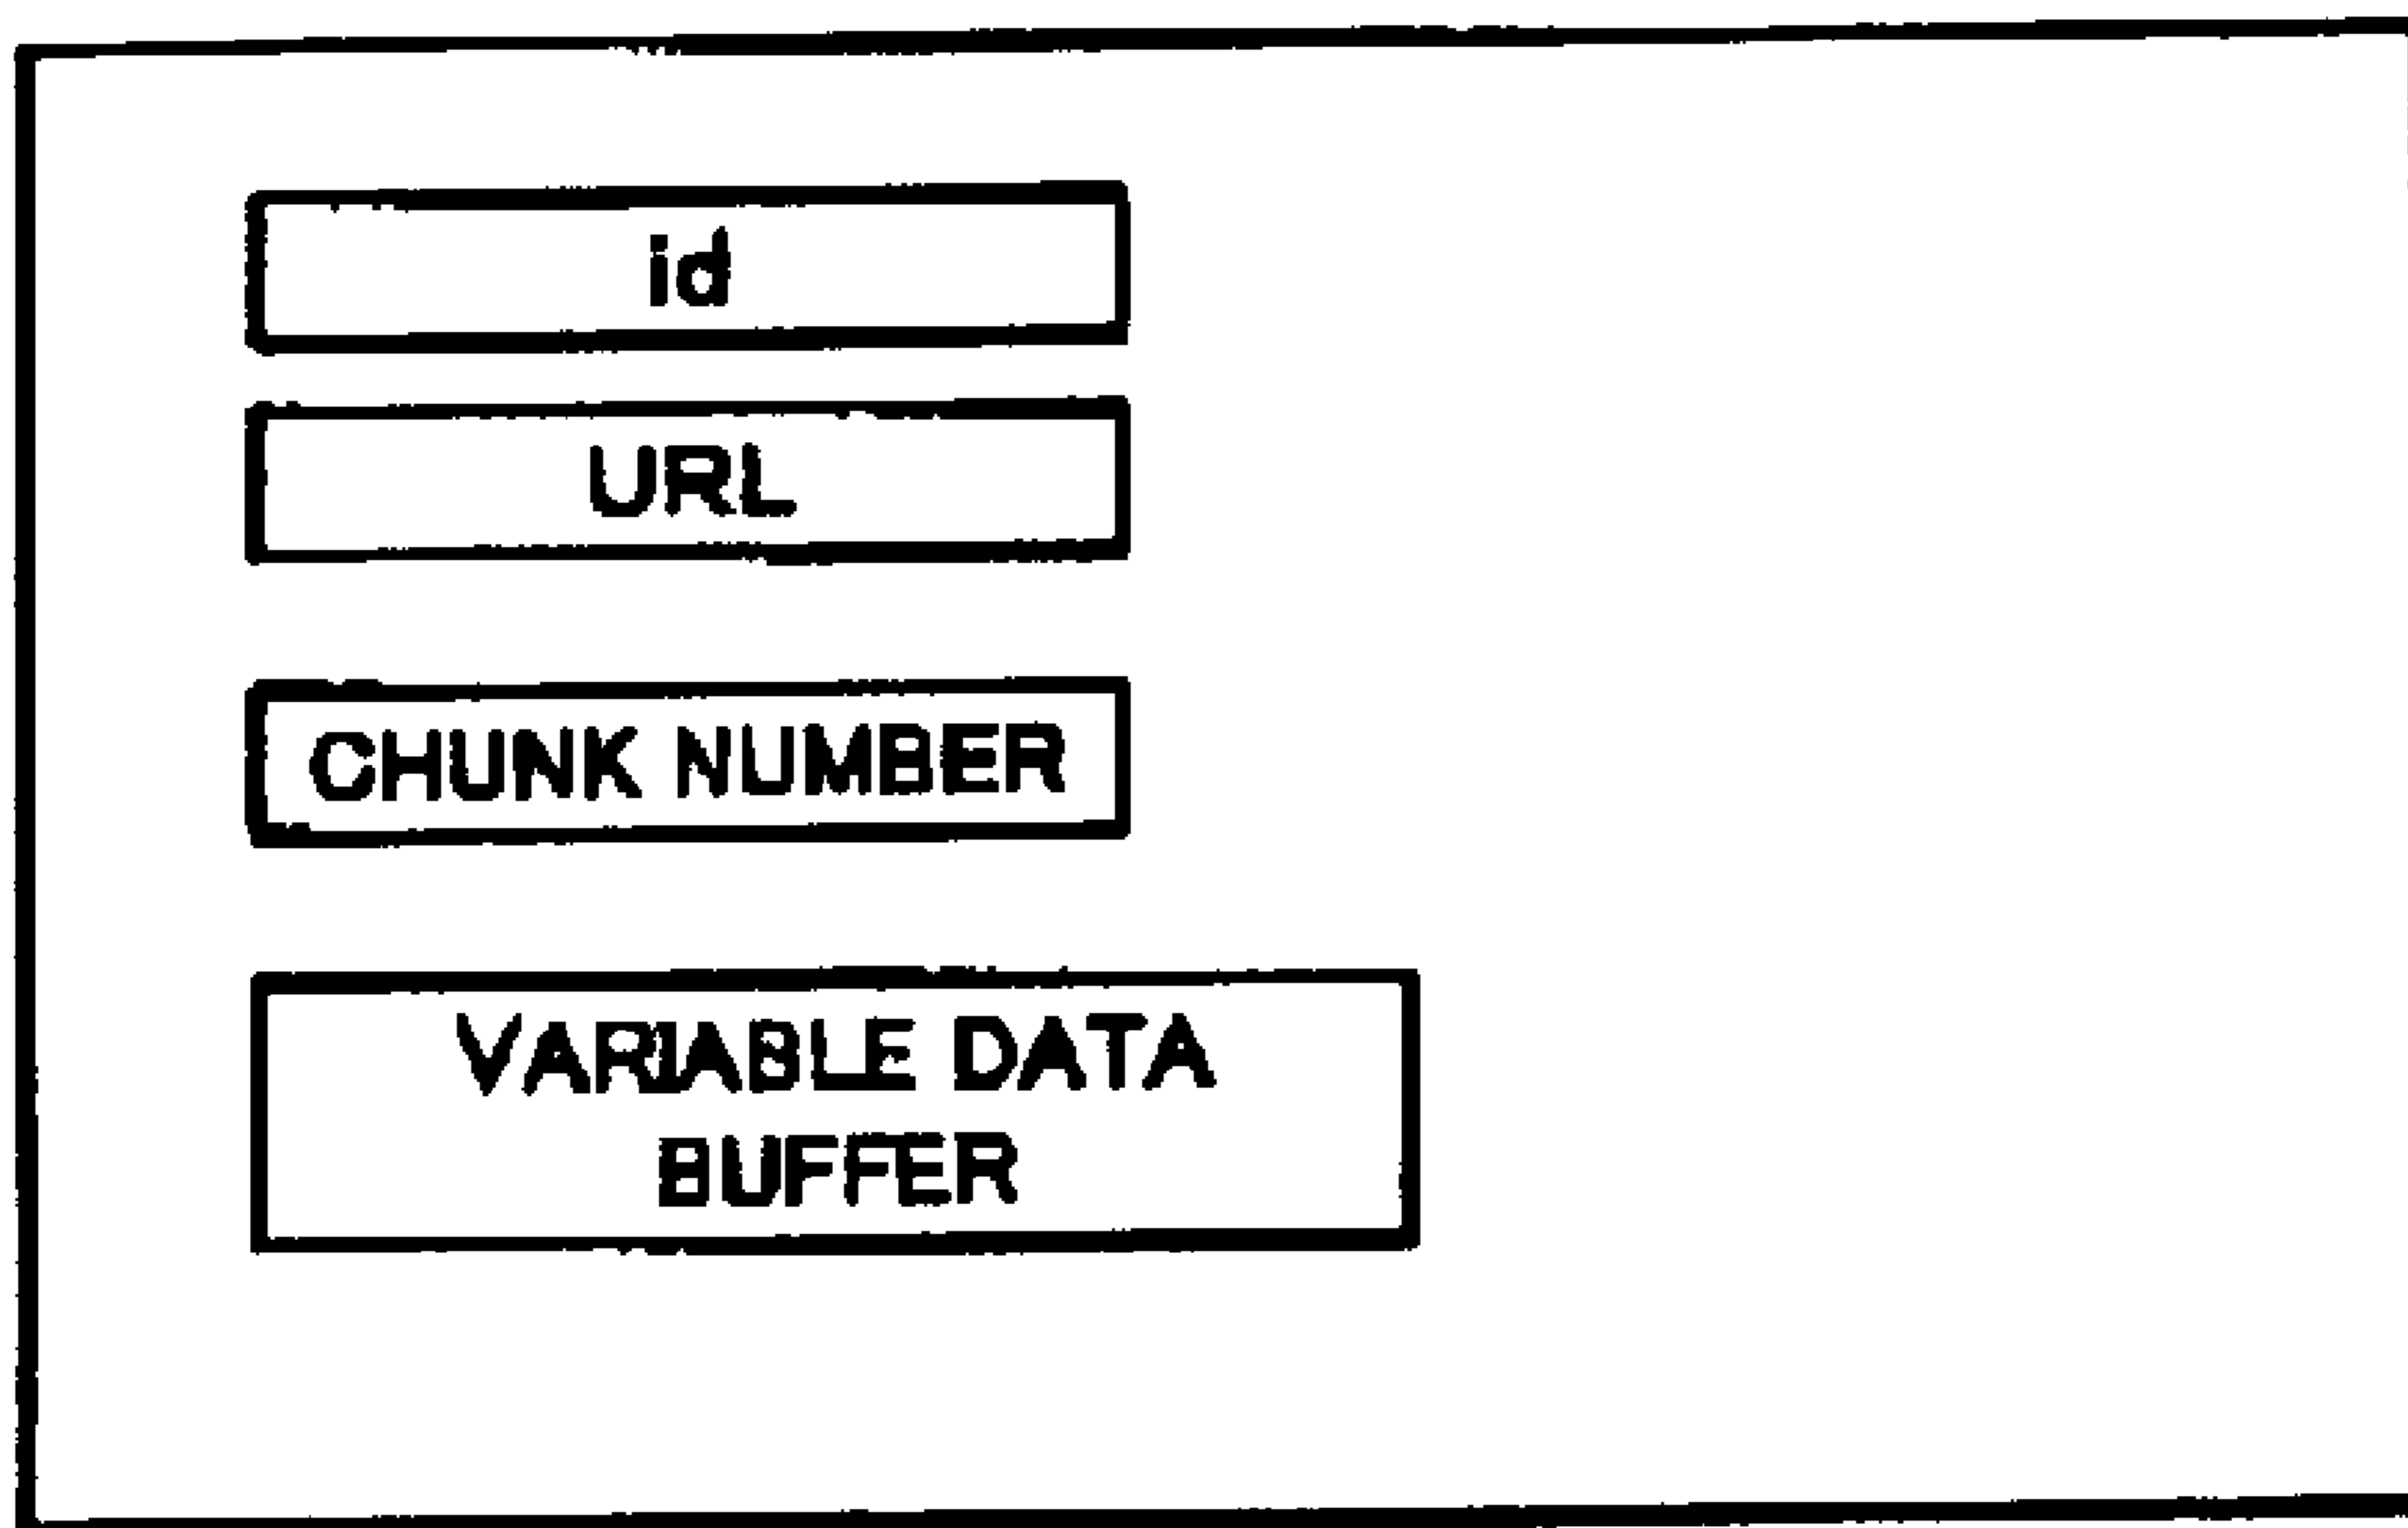 id
URL
CHUNK NUMBER
VARIABLE DATA
BUFFER